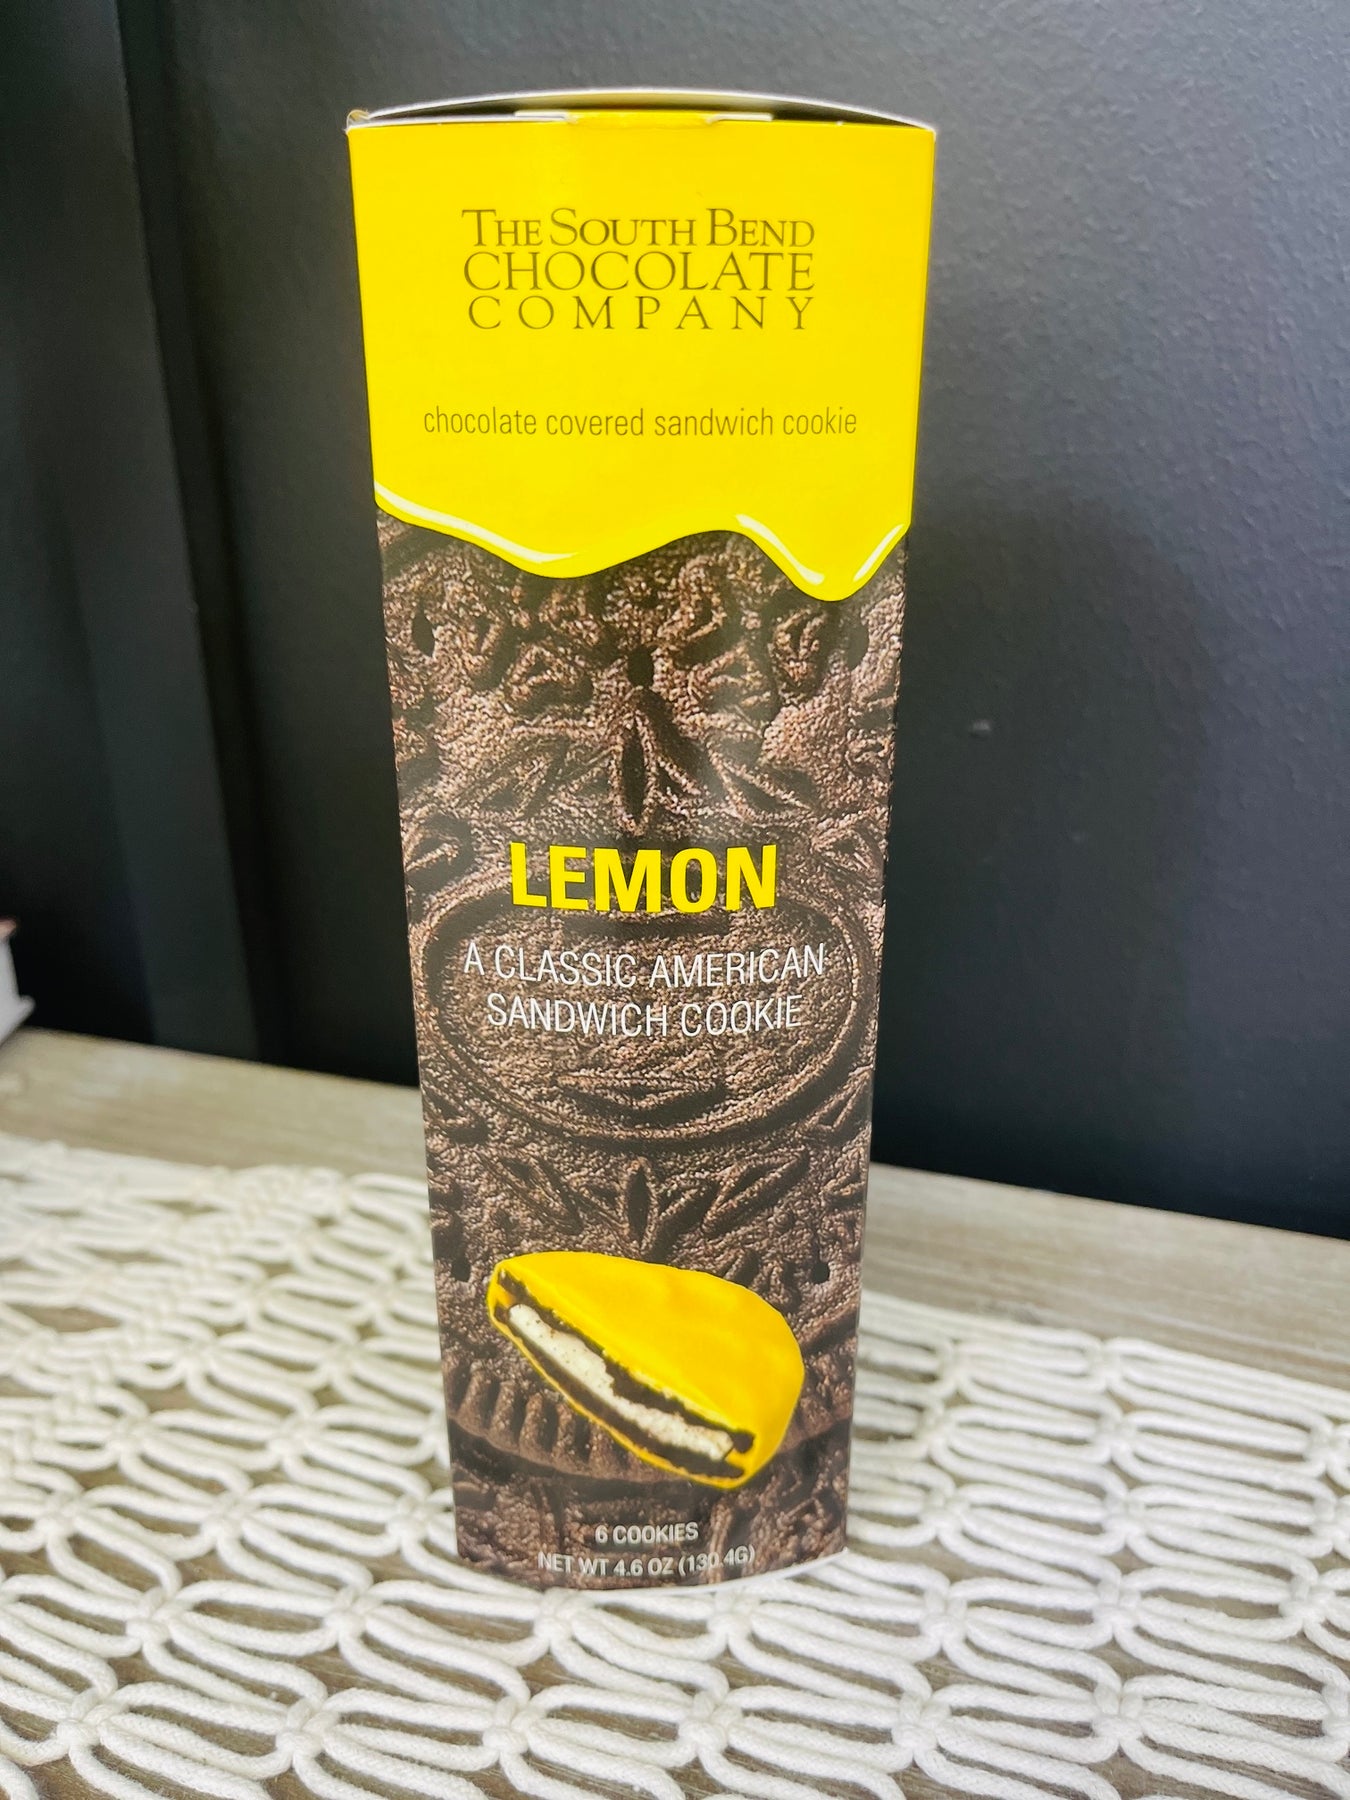 THE SOUTH BEND
CHOCOLATE
COMPANY
chocolate covered sandwich cookie
LEMON
A CLASSIC AMERICAN
SANDWICH COOKIE
6 COOKIES
NET WT 4.6 OZ (130.4G)